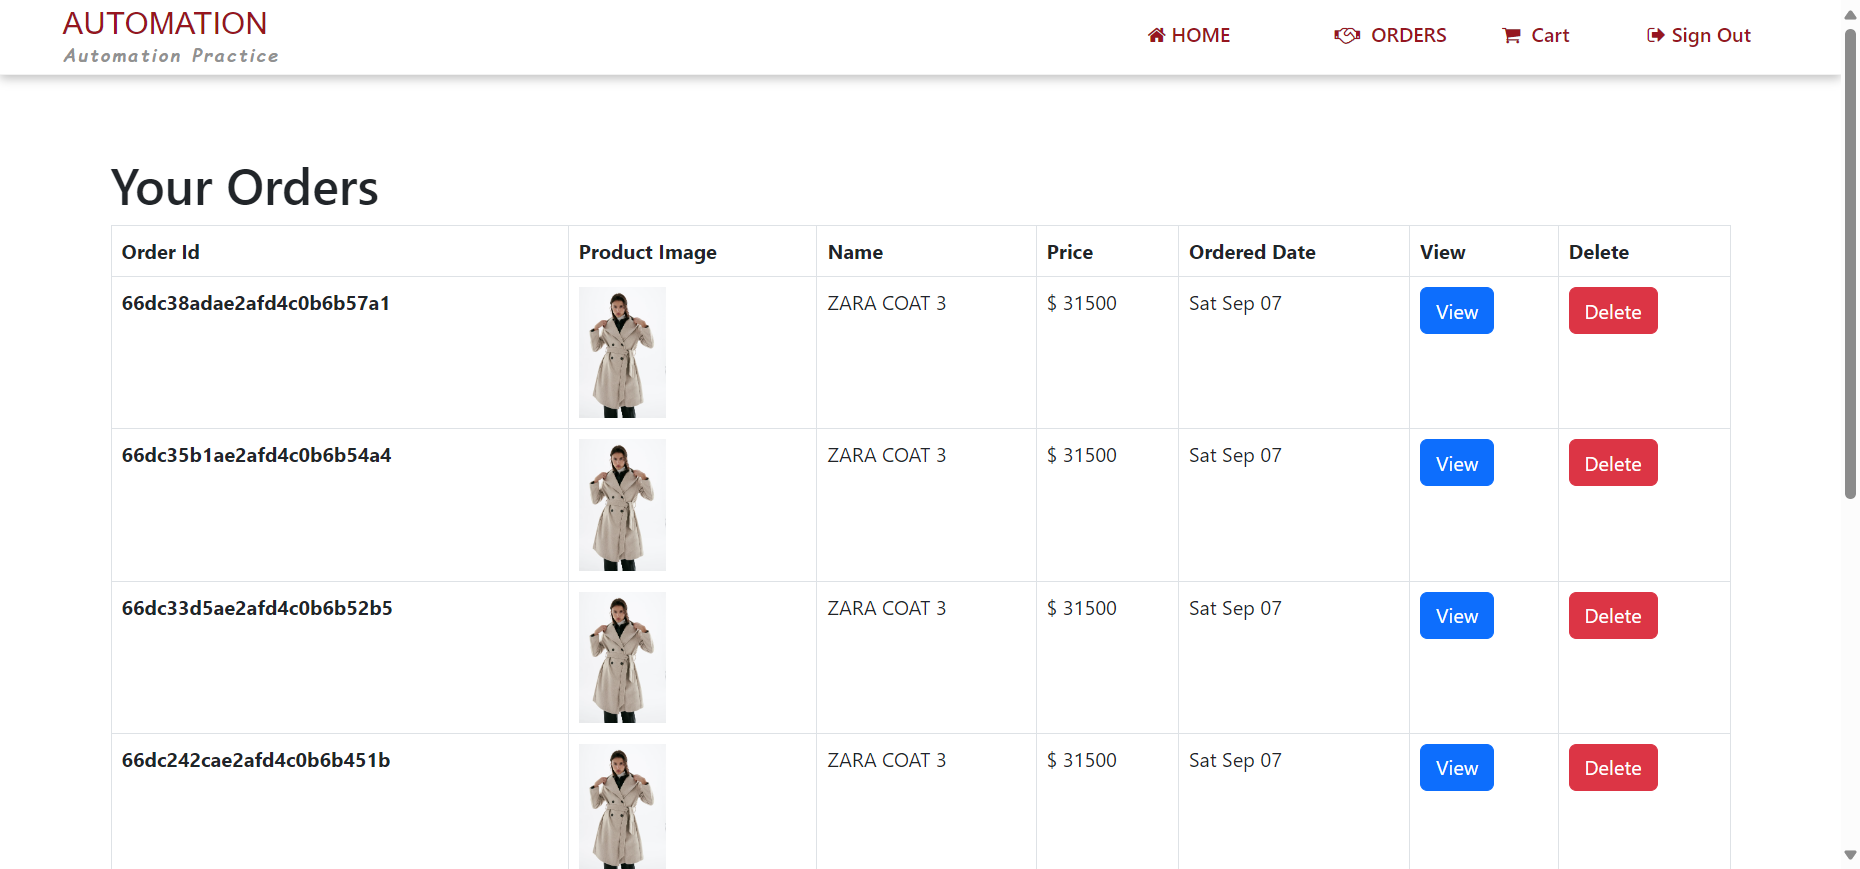 AUTOMATION
Automation Practice
HOME ORDERS Cart Sign Out
Your Orders
Order Id Product Image Name Price Ordered Date View Delete
66dc38adae2afd4c0b6b57a1 ZARA COAT 3 $ 31500 Sat Sep 07 View Delete
66dc35b1ae2afd4c0b6b54a4 ZARA COAT 3 $ 31500 Sat Sep 07 View Delete
66dc33d5ae2afd4c0b6b52b5 ZARA COAT 3 $ 31500 Sat Sep 07 View Delete
66dc242cae2afd4c0b6b451b ZARA COAT 3 $ 31500 Sat Sep 07 View Delete